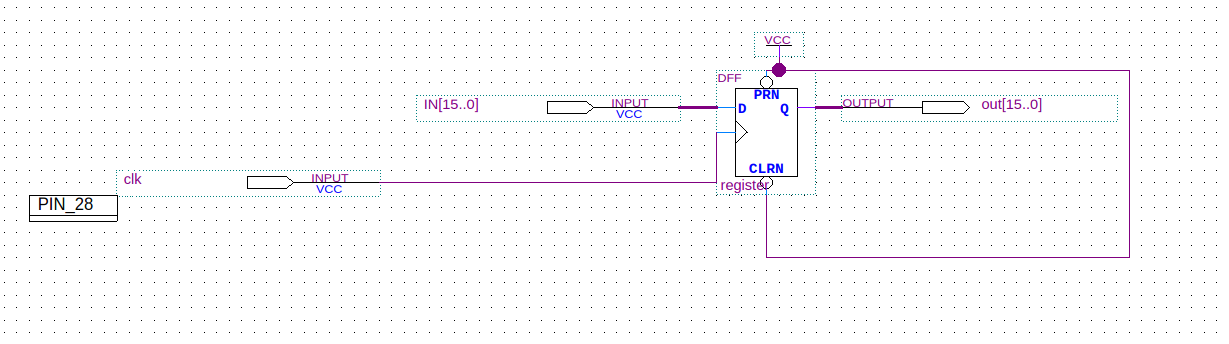 VCC
DFF
PRN
IN[15..0]
INPUT
VCC
D
Q
OUTPUT
out[15..0]
CLRN
clk
INPUT
VCC
register
PIN_28